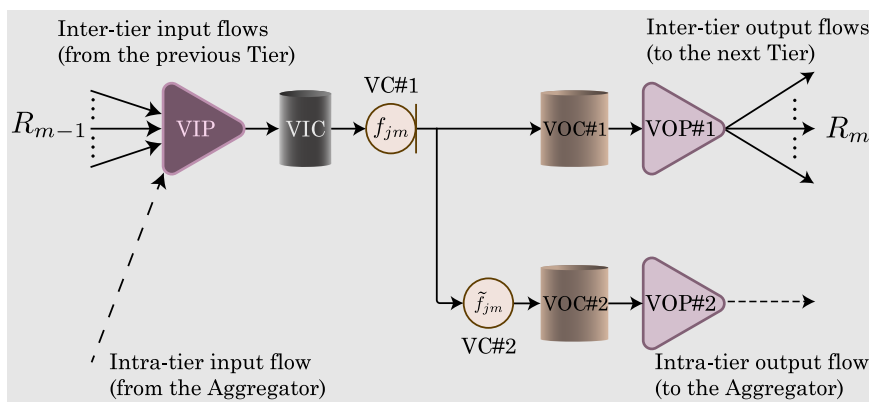 Inter-tier input flows
(from the previous Tier)
Inter-tier output flows
(to the next Tier)
VC#1
R_{m-1}
VIP
VIC
f_{jm}
VOC#1
VOP#1
R_m
f̃_{jm}
VOC#2
VOP#2
VC#2
Intra-tier input flow
(from the Aggregator)
Intra-tier output flow
(to the Aggregator)